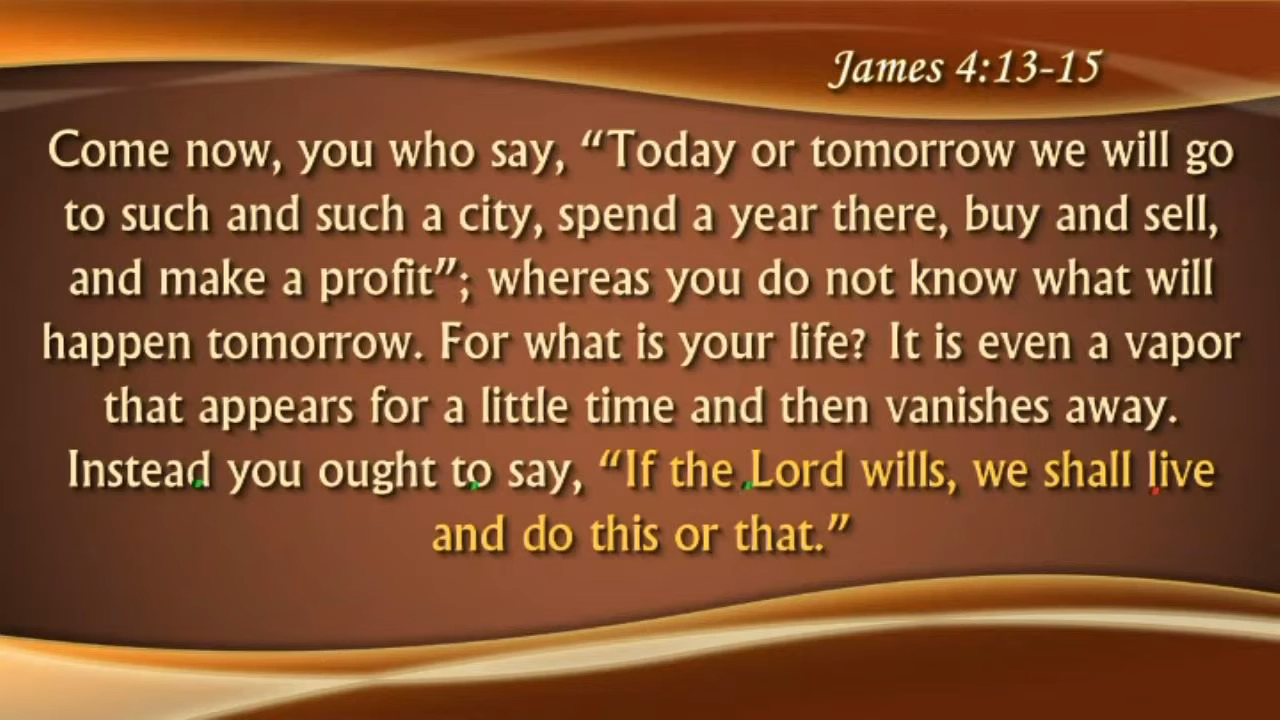 James 4:13-15
Come now, you who say, “Today or tomorrow we will go
to such and such a city, spend a year there, buy and sell,
and make a profit”; whereas you do not know what will
happen tomorrow. For what is your life? It is even a vapor
that appears for a little time and then vanishes away.
Instead you ought to say, “If the Lord wills, we shall live
and do this or that.”